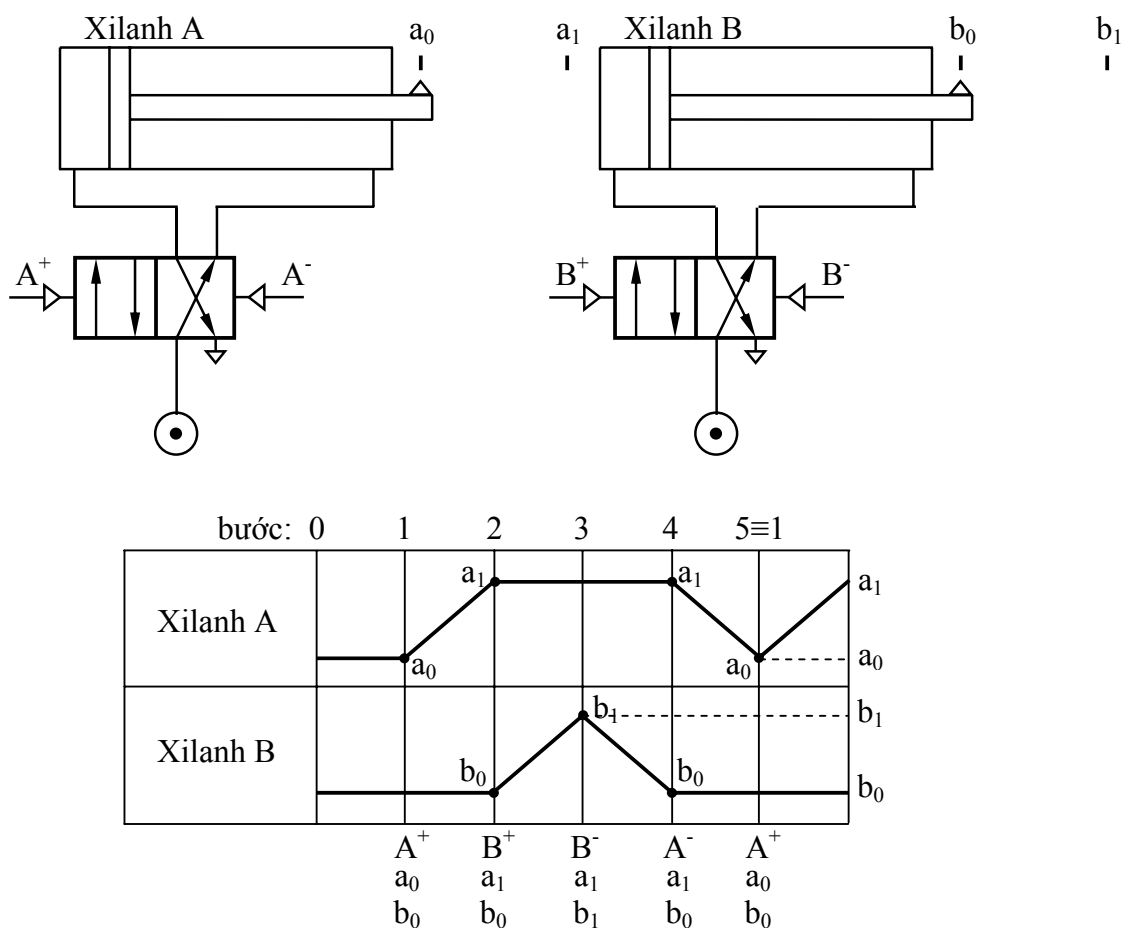 Xilanh A a₀ a₁ Xilanh B b₀ b₁
A⁺ A⁻ B⁺ B⁻
bước: 0 1 2 3 4 5≡1
a₁ a₁ a₁
Xilanh A
a₀ a₀ a₀
b₁ b₁
Xilanh B
b₀ b₀ b₀
A⁺ B⁺ B⁻ A⁻ A⁺
a₀ a₁ a₁ a₁ a₀
b₀ b₀ b₁ b₀ b₀